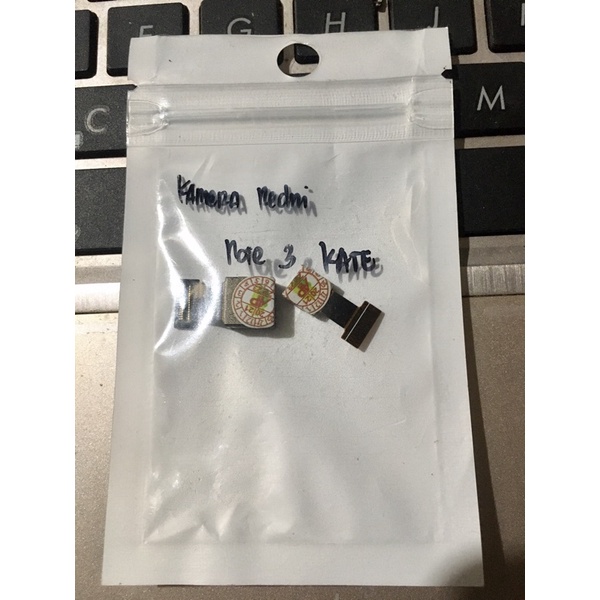 F G H J
C M
Kamera Redmi
Note 3 KATE